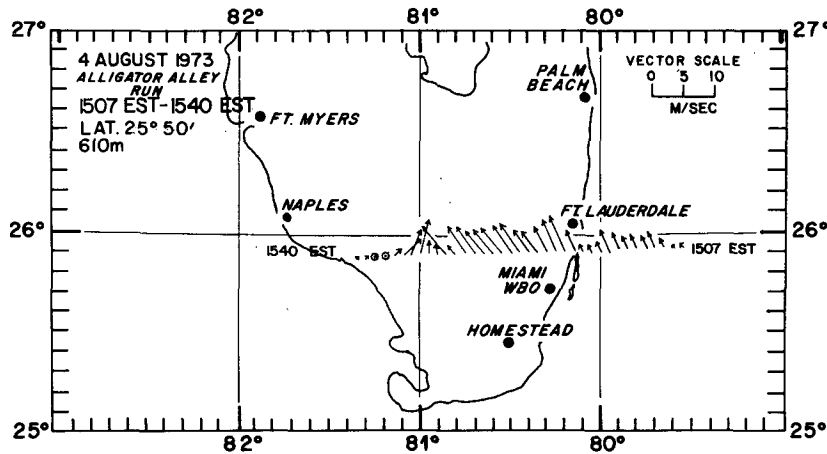 82° 81° 80°
27° 27°
4 AUGUST 1973
ALLIGATOR ALLEY
RUN
1507 EST-1540 EST
LAT. 25° 50'
610m
VECTOR SCALE
0 5 10
M/SEC
PALM
BEACH
FT. MYERS
NAPLES
FT. LAUDERDALE
26° 26°
1540 EST
1507 EST
MIAMI
WBO
HOMESTEAD
25° 25°
82° 81° 80°